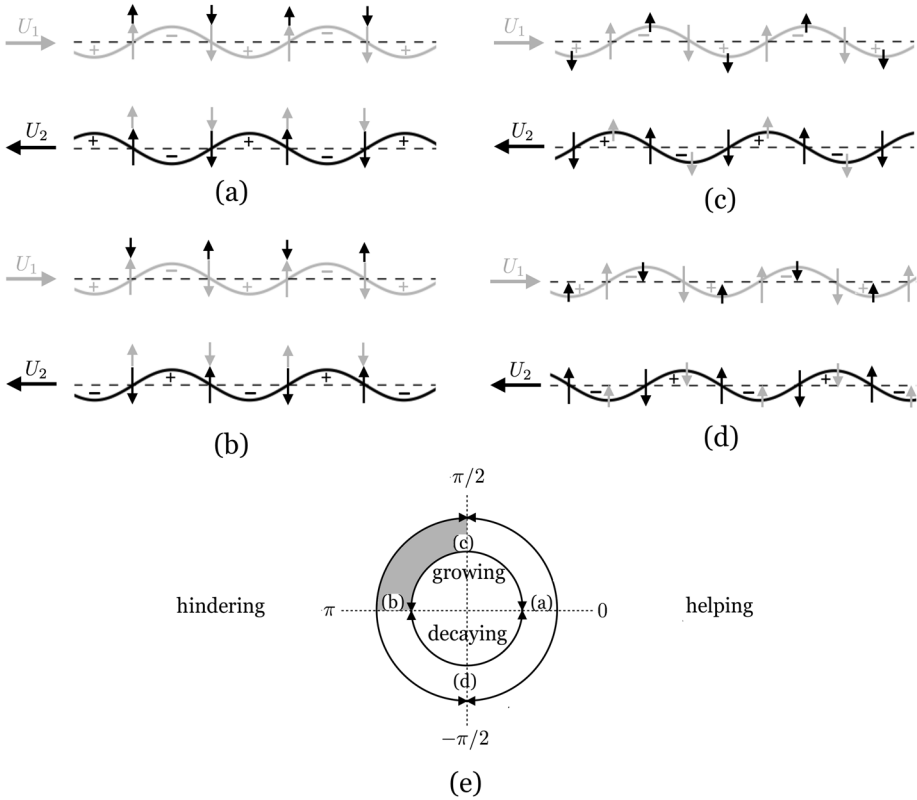 U₁ + − + − +
U₂ + − + − +
(a)
U₁ + − + − +
U₂ + − + −
(c)
U₁ + − + − +
U₂ − + − + −
(b)
U₁ + − + − +
U₂ − + − + −
(d)
π/2
(c)
growing
hindering π (b) (a) 0 helping
decaying
(d)
−π/2
(e)